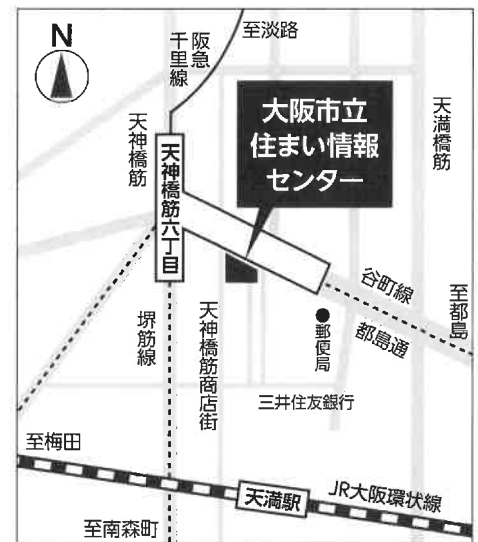 N
至淡路
阪急
千里線
大阪市立
住まい情報
センター
天満橋筋
天神橋筋
天神橋筋六丁目
谷町線
至都島
都島通
郵便局
堺筋線
天神橋筋商店街
三井住友銀行
至梅田
天満駅
JR大阪環状線
至南森町